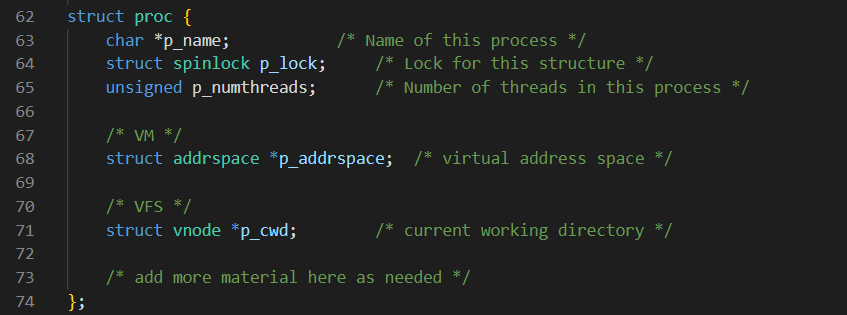 62 struct proc {
63 char *p_name; /* Name of this process */
64 struct spinlock p_lock; /* Lock for this structure */
65 unsigned p_numthreads; /* Number of threads in this process */
66
67 /* VM */
68 struct addrspace *p_addrspace; /* virtual address space */
69
70 /* VFS */
71 struct vnode *p_cwd; /* current working directory */
72
73 /* add more material here as needed */
74 };